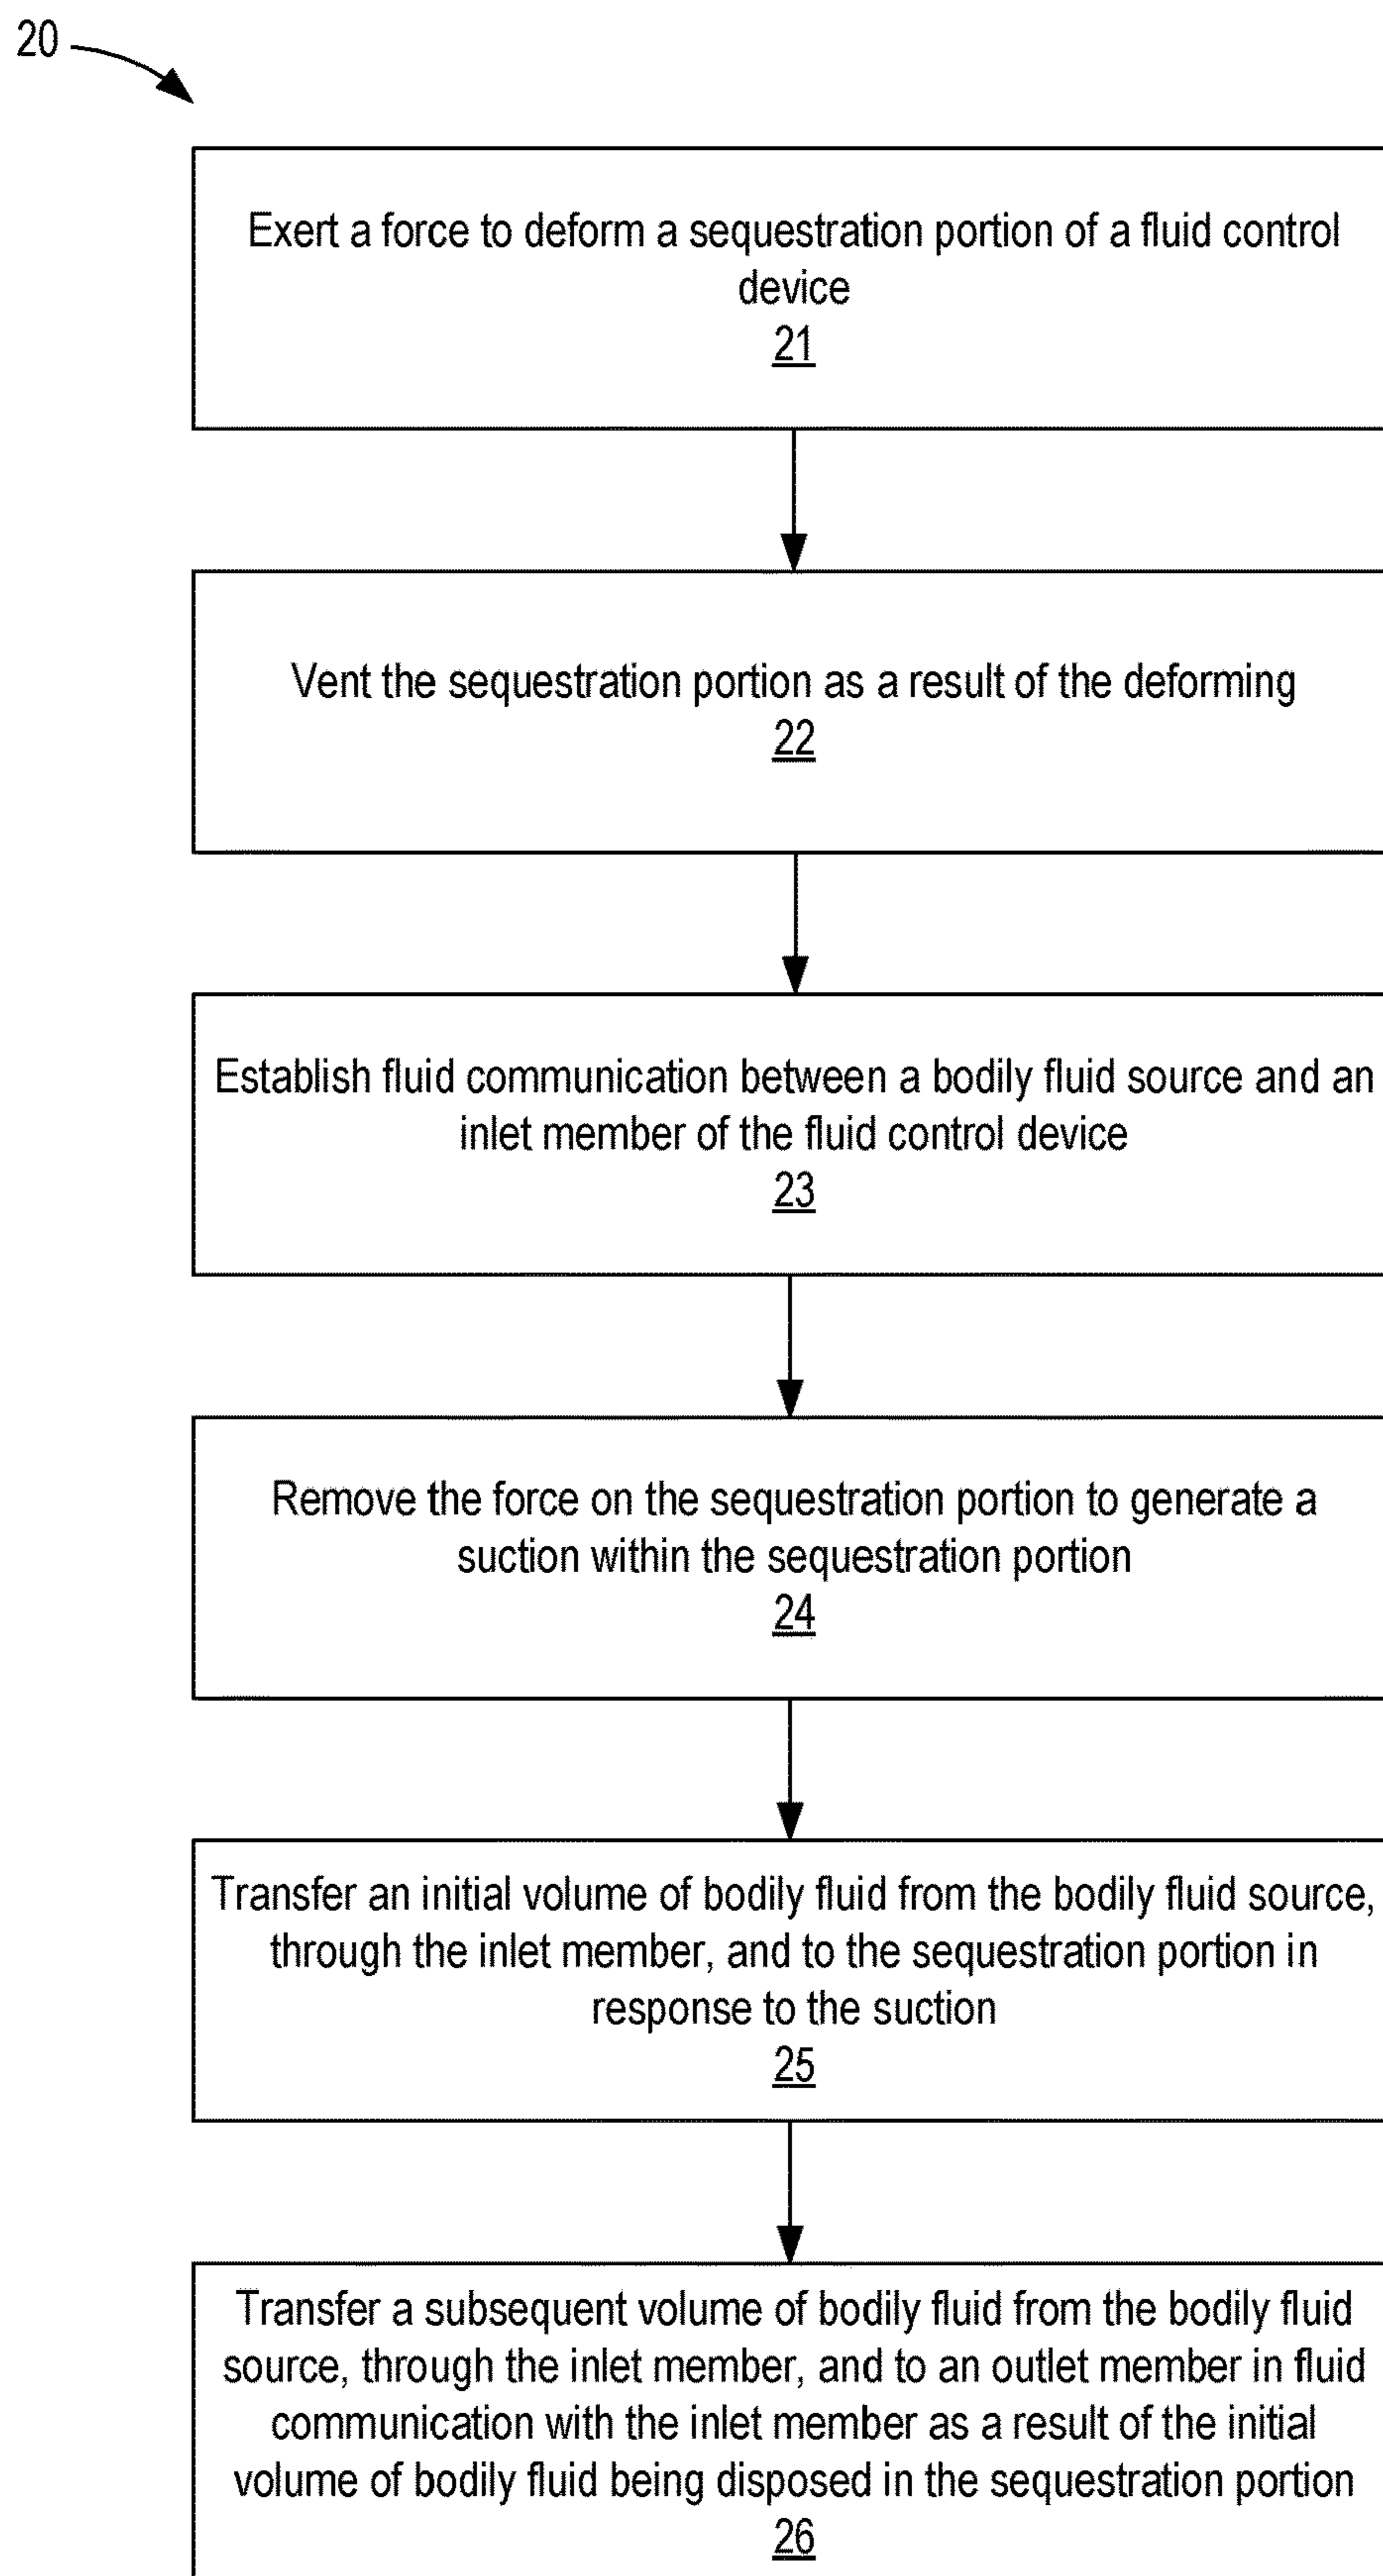 20
Exert a force to deform a sequestration portion of a fluid control
device
21
Vent the sequestration portion as a result of the deforming
22
Establish fluid communication between a bodily fluid source and an
inlet member of the fluid control device
23
Remove the force on the sequestration portion to generate a
suction within the sequestration portion
24
Transfer an initial volume of bodily fluid from the bodily fluid source,
through the inlet member, and to the sequestration portion in
response to the suction
25
Transfer a subsequent volume of bodily fluid from the bodily fluid
source, through the inlet member, and to an outlet member in fluid
communication with the inlet member as a result of the initial
volume of bodily fluid being disposed in the sequestration portion
26